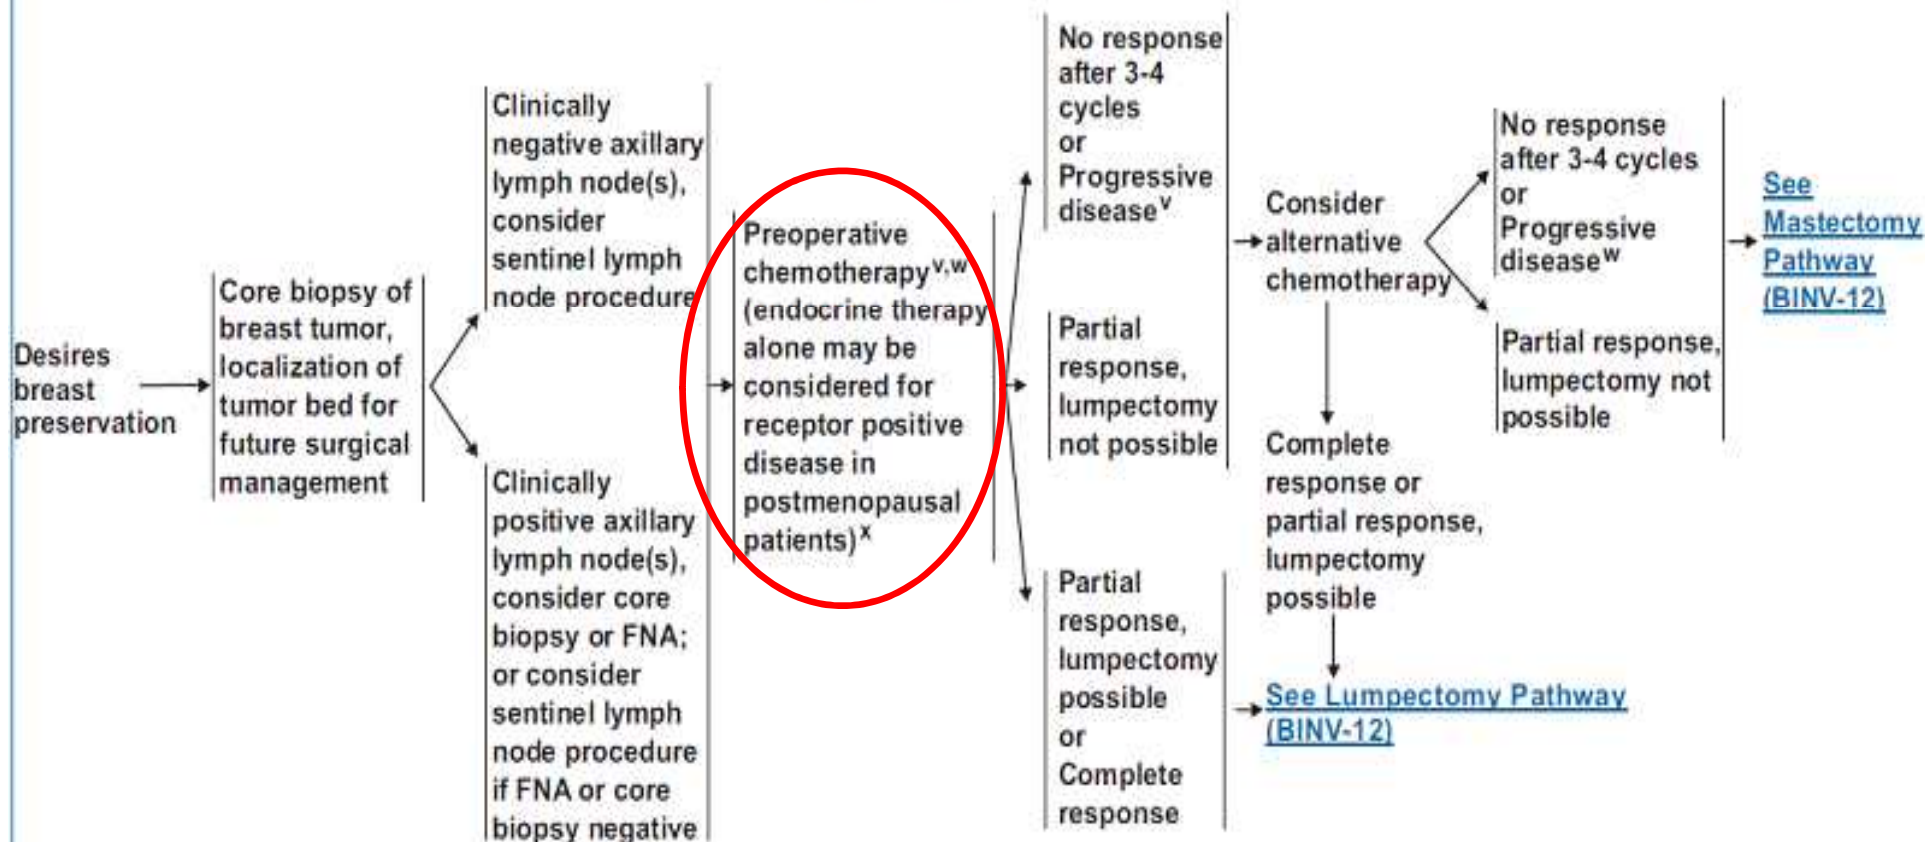 Desires
breast
preservation
Core biopsy of
breast tumor,
localization of
tumor bed for
future surgical
management
Clinically
negative axillary
lymph node(s),
consider
sentinel lymph
node procedure
Clinically
positive axillary
lymph node(s),
consider core
biopsy or FNA;
or consider
sentinel lymph
node procedure
if FNA or core
biopsy negative
Preoperative
chemotherapy v,w
(endocrine therapy
alone may be
considered for
receptor positive
disease in
postmenopausal
patients) x
No response
after 3-4
cycles
or
Progressive
disease v
Partial
response,
lumpectomy
not possible
Partial
response,
lumpectomy
possible
or
Complete
response
Consider
alternative
chemotherapy
Complete
response or
partial response,
lumpectomy
possible
See Lumpectomy Pathway
(BINV-12)
No response
after 3-4 cycles
or
Progressive
disease w
Partial response,
lumpectomy not
possible
See
Mastectomy
Pathway
(BINV-12)